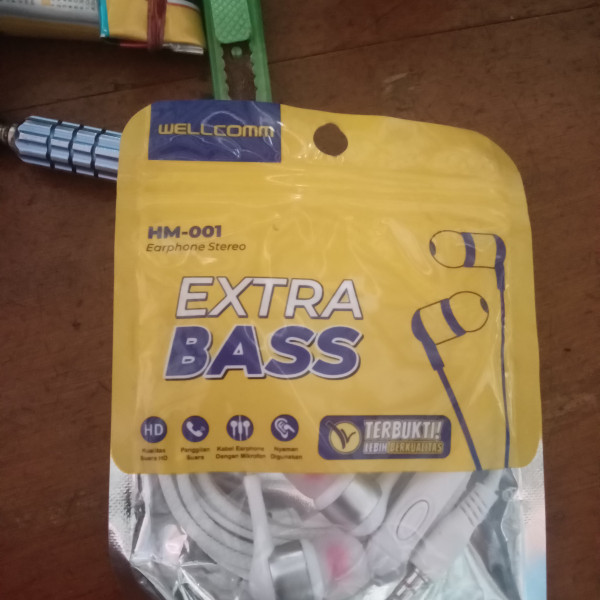 WELLCOMM
HM-001
Earphone Stereo
EXTRA
BASS
HD
Kualitas
Suara HD
Panggilan
Suara
Kabel Earphone
Dengan Mikrofon
Nyaman
Digunakan
TERBUKTI!
LEBIH BERKUALITAS